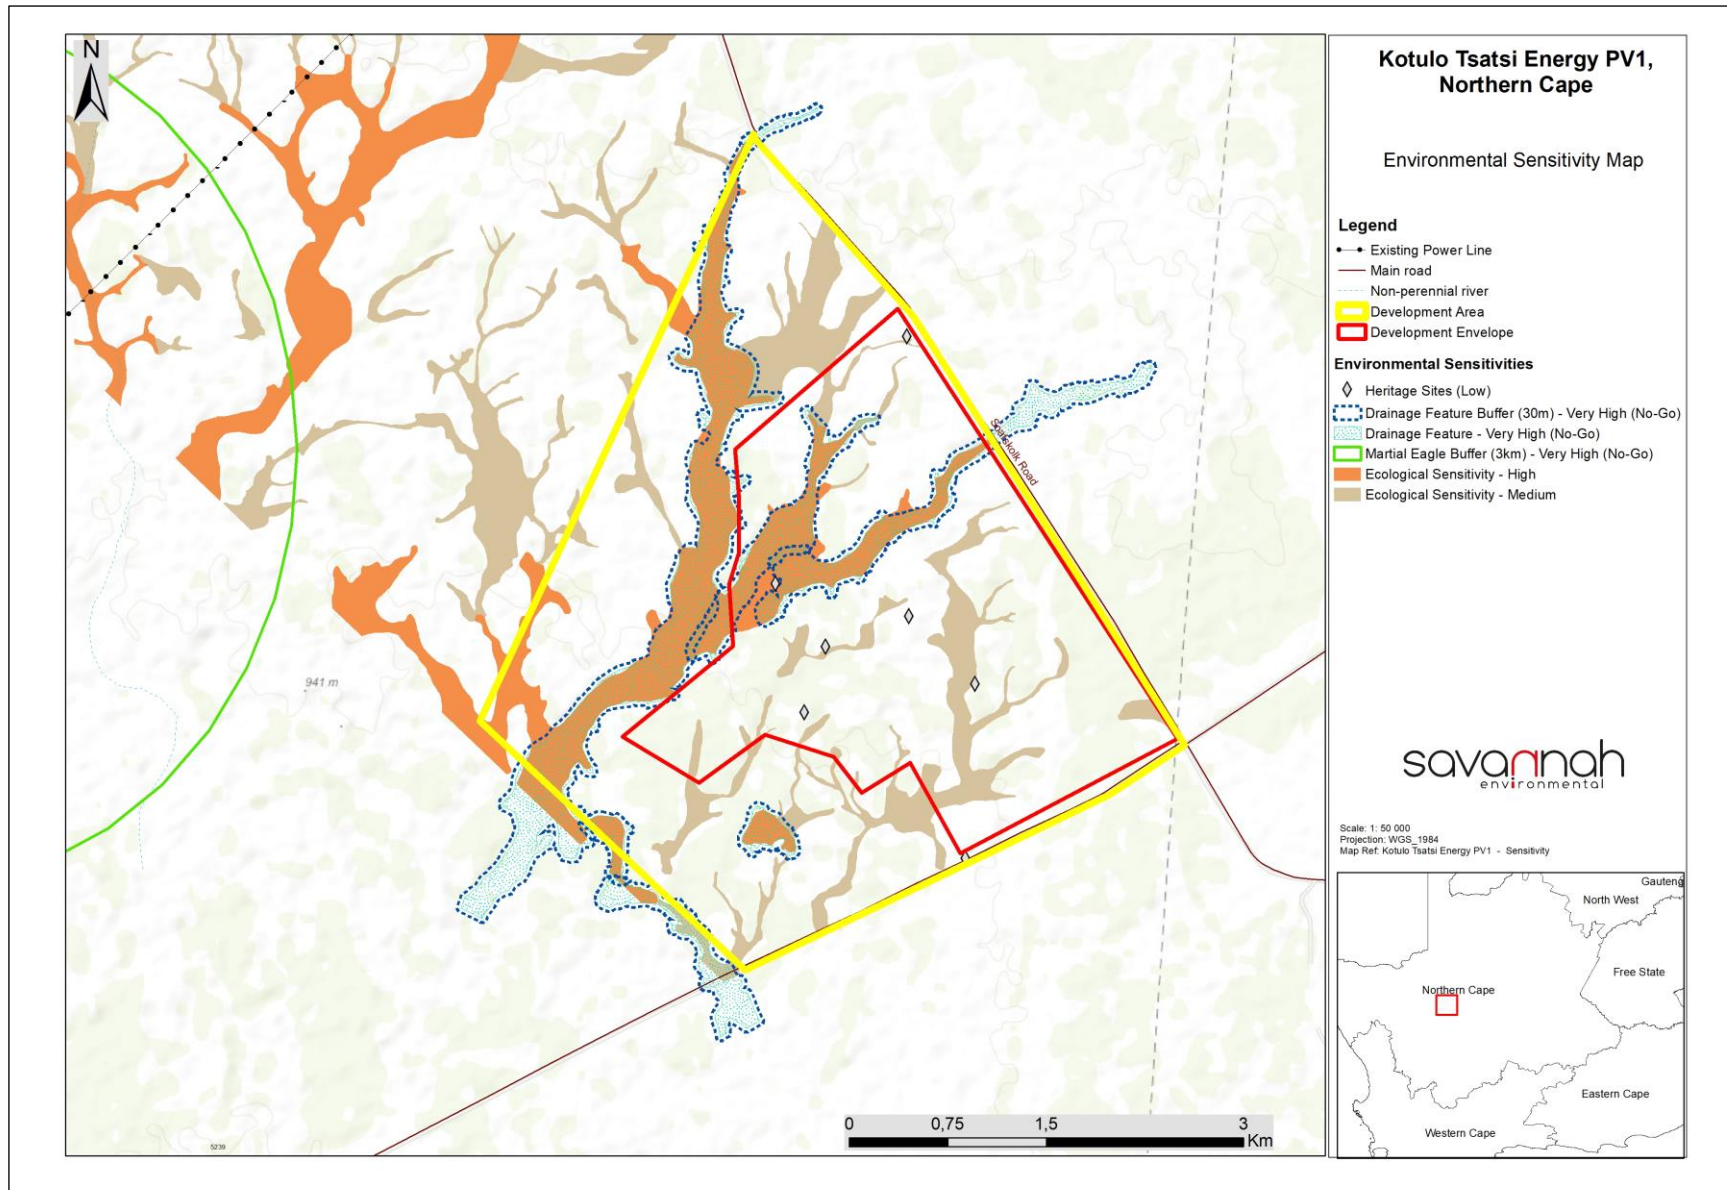 N
941 m
Soafskolk Road
5239
0 0,75 1,5 3
Km
Kotulo Tsatsi Energy PV1,
Northern Cape
Environmental Sensitivity Map
Legend
Existing Power Line
Main road
Non-perennial river
Development Area
Development Envelope
Environmental Sensitivities
Heritage Sites (Low)
Drainage Feature Buffer (30m) - Very High (No-Go)
Drainage Feature - Very High (No-Go)
Martial Eagle Buffer (3km) - Very High (No-Go)
Ecological Sensitivity - High
Ecological Sensitivity - Medium
savannah
environmental
Scale: 1: 50 000
Projection: WGS_1984
Map Ref: Kotulo Tsatsi Energy PV1 - Sensitivity
Gauteng
North West
Free State
Northern Cape
Eastern Cape
Western Cape